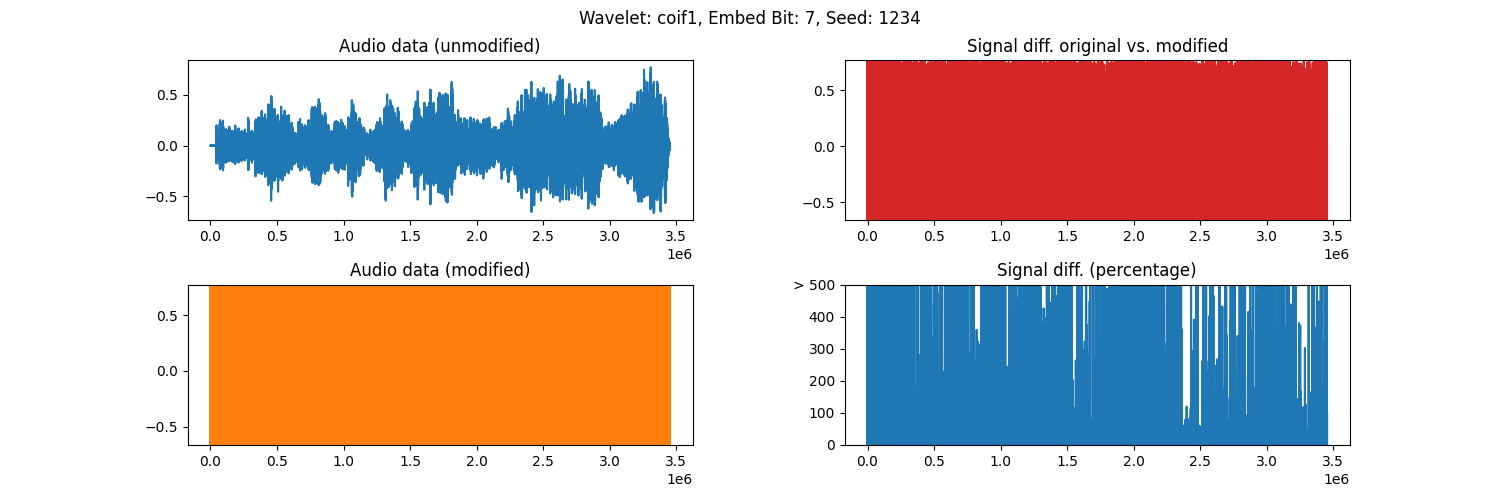 Wavelet: coif1, Embed Bit: 7, Seed: 1234
Audio data (unmodified)
0.5
0.0
−0.5
0.0 0.5 1.0 1.5 2.0 2.5 3.0 3.5
1e6
Signal diff. original vs. modified
0.5
0.0
−0.5
0.0 0.5 1.0 1.5 2.0 2.5 3.0 3.5
1e6
Audio data (modified)
0.5
0.0
−0.5
0.0 0.5 1.0 1.5 2.0 2.5 3.0 3.5
1e6
Signal diff. (percentage)
> 500
400
300
200
100
0
0.0 0.5 1.0 1.5 2.0 2.5 3.0 3.5
1e6